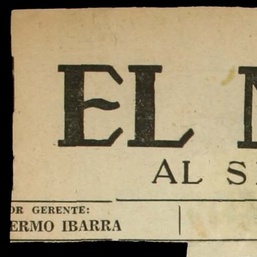 EL
AL
OR GERENTE:
ERMO IBARRA